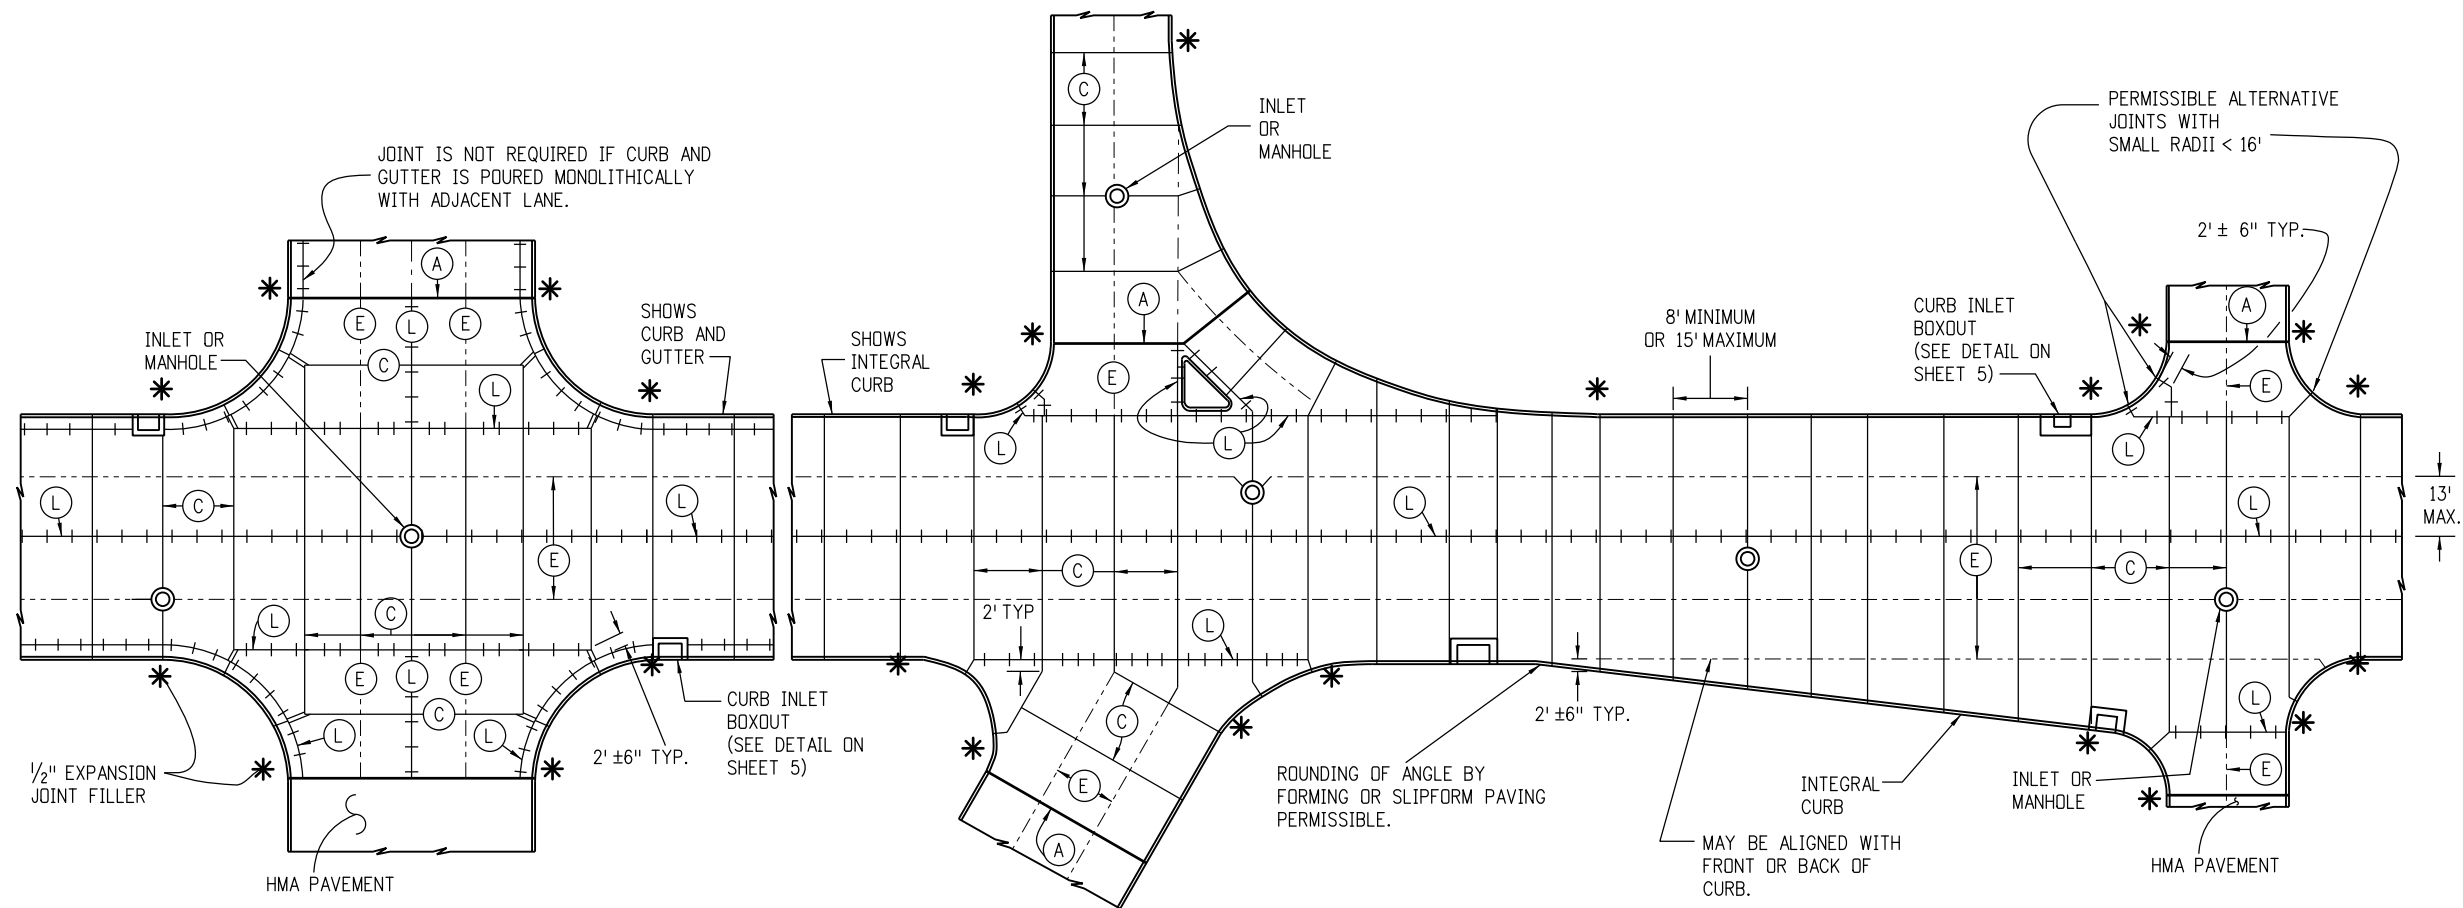 JOINT IS NOT REQUIRED IF CURB AND
GUTTER IS POURED MONOLITHICALLY
WITH ADJACENT LANE.
INLET OR
MANHOLE
SHOWS
CURB AND
GUTTER
A
E
L
E
C
L
L
C
L
E
L
C
E
L
E
C
L
L
1/2" EXPANSION
JOINT FILLER
HMA PAVEMENT
2' ±6" TYP.
CURB INLET
BOXOUT
(SEE DETAIL ON
SHEET 5)
SHOWS
INTEGRAL
CURB
C
INLET
OR
MANHOLE
A
E
L
L
L
C
2' TYP
L
C
E
A
8' MINIMUM
OR 15' MAXIMUM
2' ±6" TYP.
ROUNDING OF ANGLE BY
FORMING OR SLIPFORM PAVING
PERMISSIBLE.
INTEGRAL
CURB
MAY BE ALIGNED WITH
FRONT OR BACK OF
CURB.
PERMISSIBLE ALTERNATIVE
JOINTS WITH
SMALL RADII < 16'
2' ± 6" TYP.
CURB INLET
BOXOUT
(SEE DETAIL ON
SHEET 5)
A
E
L
L
13'
MAX.
E
C
L
E
INLET OR
MANHOLE
HMA PAVEMENT